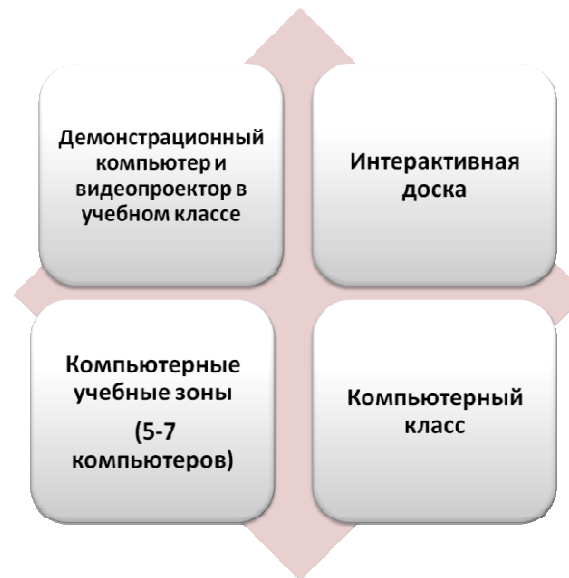 Демонстрационный
компьютер и
видеопроектор в
учебном классе
Интерактивная
доска
Компьютерные
учебные зоны
(5-7
компьютеров)
Компьютерный
класс